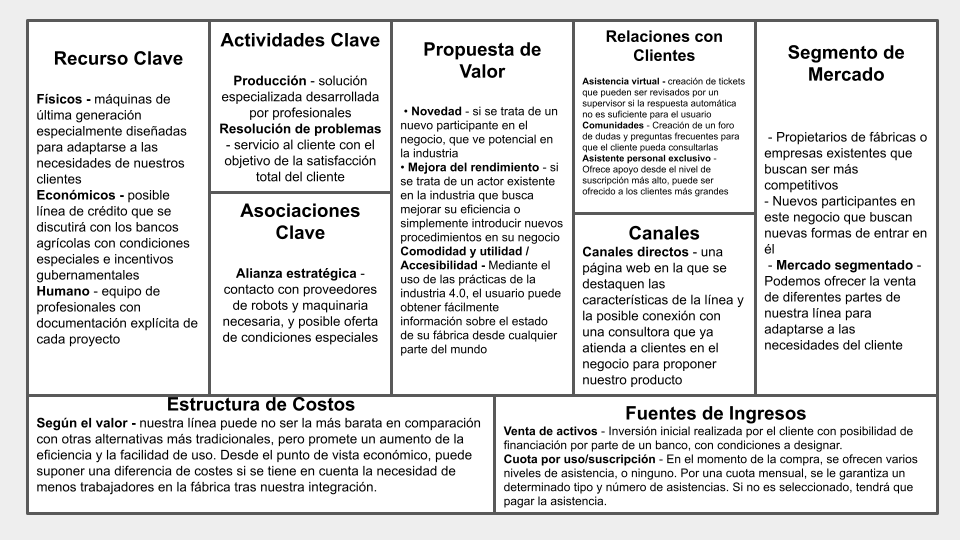 Recurso Clave
Físicos - máquinas de
última generación
especialmente diseñadas
para adaptarse a las
necesidades de nuestros
clientes
Económicos - posible
línea de crédito que se
discutirá con los bancos
agrícolas con condiciones
especiales e incentivos
gubernamentales
Humano - equipo de
profesionales con
documentación explícita de
cada proyecto
Actividades Clave
Producción - solución
especializada desarrollada
por profesionales
Resolución de problemas
- servicio al cliente con el
objetivo de la satisfacción
total del cliente
Asociaciones
Clave
Alianza estratégica -
contacto con proveedores
de robots y maquinaria
necesaria, y posible oferta
de condiciones especiales
Propuesta de
Valor
• Novedad - si se trata de un
nuevo participante en el
negocio, que ve potencial en
la industria
• Mejora del rendimiento - si
se trata de un actor existente
en la industria que busca
mejorar su eficiencia o
simplemente introducir nuevos
procedimientos en su negocio
Comodidad y utilidad /
Accesibilidad - Mediante el
uso de las prácticas de la
industria 4.0, el usuario puede
obtener fácilmente
información sobre el estado
de su fábrica desde cualquier
parte del mundo
Relaciones con
Clientes
Asistencia virtual - creación de tickets
que pueden ser revisados por un
supervisor si la respuesta automática
no es suficiente para el usuario
Comunidades - Creación de un foro
de dudas y preguntas frecuentes para
que el cliente pueda consultarlas
Asistente personal exclusivo -
Ofrece apoyo desde el nivel de
suscripción más alto, puede ser
ofrecido a los clientes más grandes
Canales
Canales directos - una
página web en la que se
destaquen las
características de la línea y
la posible conexión con
una consultora que ya
atienda a clientes en el
negocio para proponer
nuestro producto
Segmento de
Mercado
- Propietarios de fábricas o
empresas existentes que
buscan ser más
competitivos
- Nuevos participantes en
este negocio que buscan
nuevas formas de entrar en
él
- Mercado segmentado -
Podemos ofrecer la venta
de diferentes partes de
nuestra línea para
adaptarse a las
necesidades del cliente
Estructura de Costos
Según el valor - nuestra línea puede no ser la más barata en comparación
con otras alternativas más tradicionales, pero promete un aumento de la
eficiencia y la facilidad de uso. Desde el punto de vista económico, puede
suponer una diferencia de costes si se tiene en cuenta la necesidad de
menos trabajadores en la fábrica tras nuestra integración.
Fuentes de Ingresos
Venta de activos - Inversión inicial realizada por el cliente con posibilidad de
financiación por parte de un banco, con condiciones a designar.
Cuota por uso/suscripción - En el momento de la compra, se ofrecen varios
niveles de asistencia, o ninguno. Por una cuota mensual, se le garantiza un
determinado tipo y número de asistencias. Si no es seleccionado, tendrá que
pagar la asistencia.